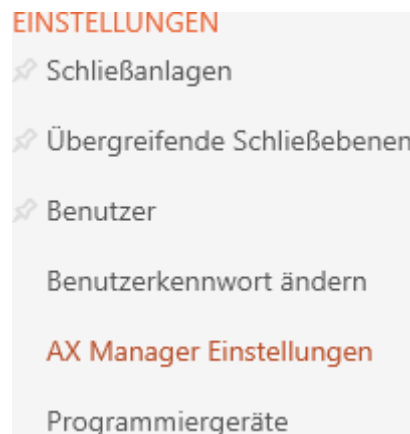 EINSTELLUNGEN
Schließanlagen
Übergreifende Schließebenen
Benutzer
Benutzerkennwort ändern
AX Manager Einstellungen
Programmiergeräte